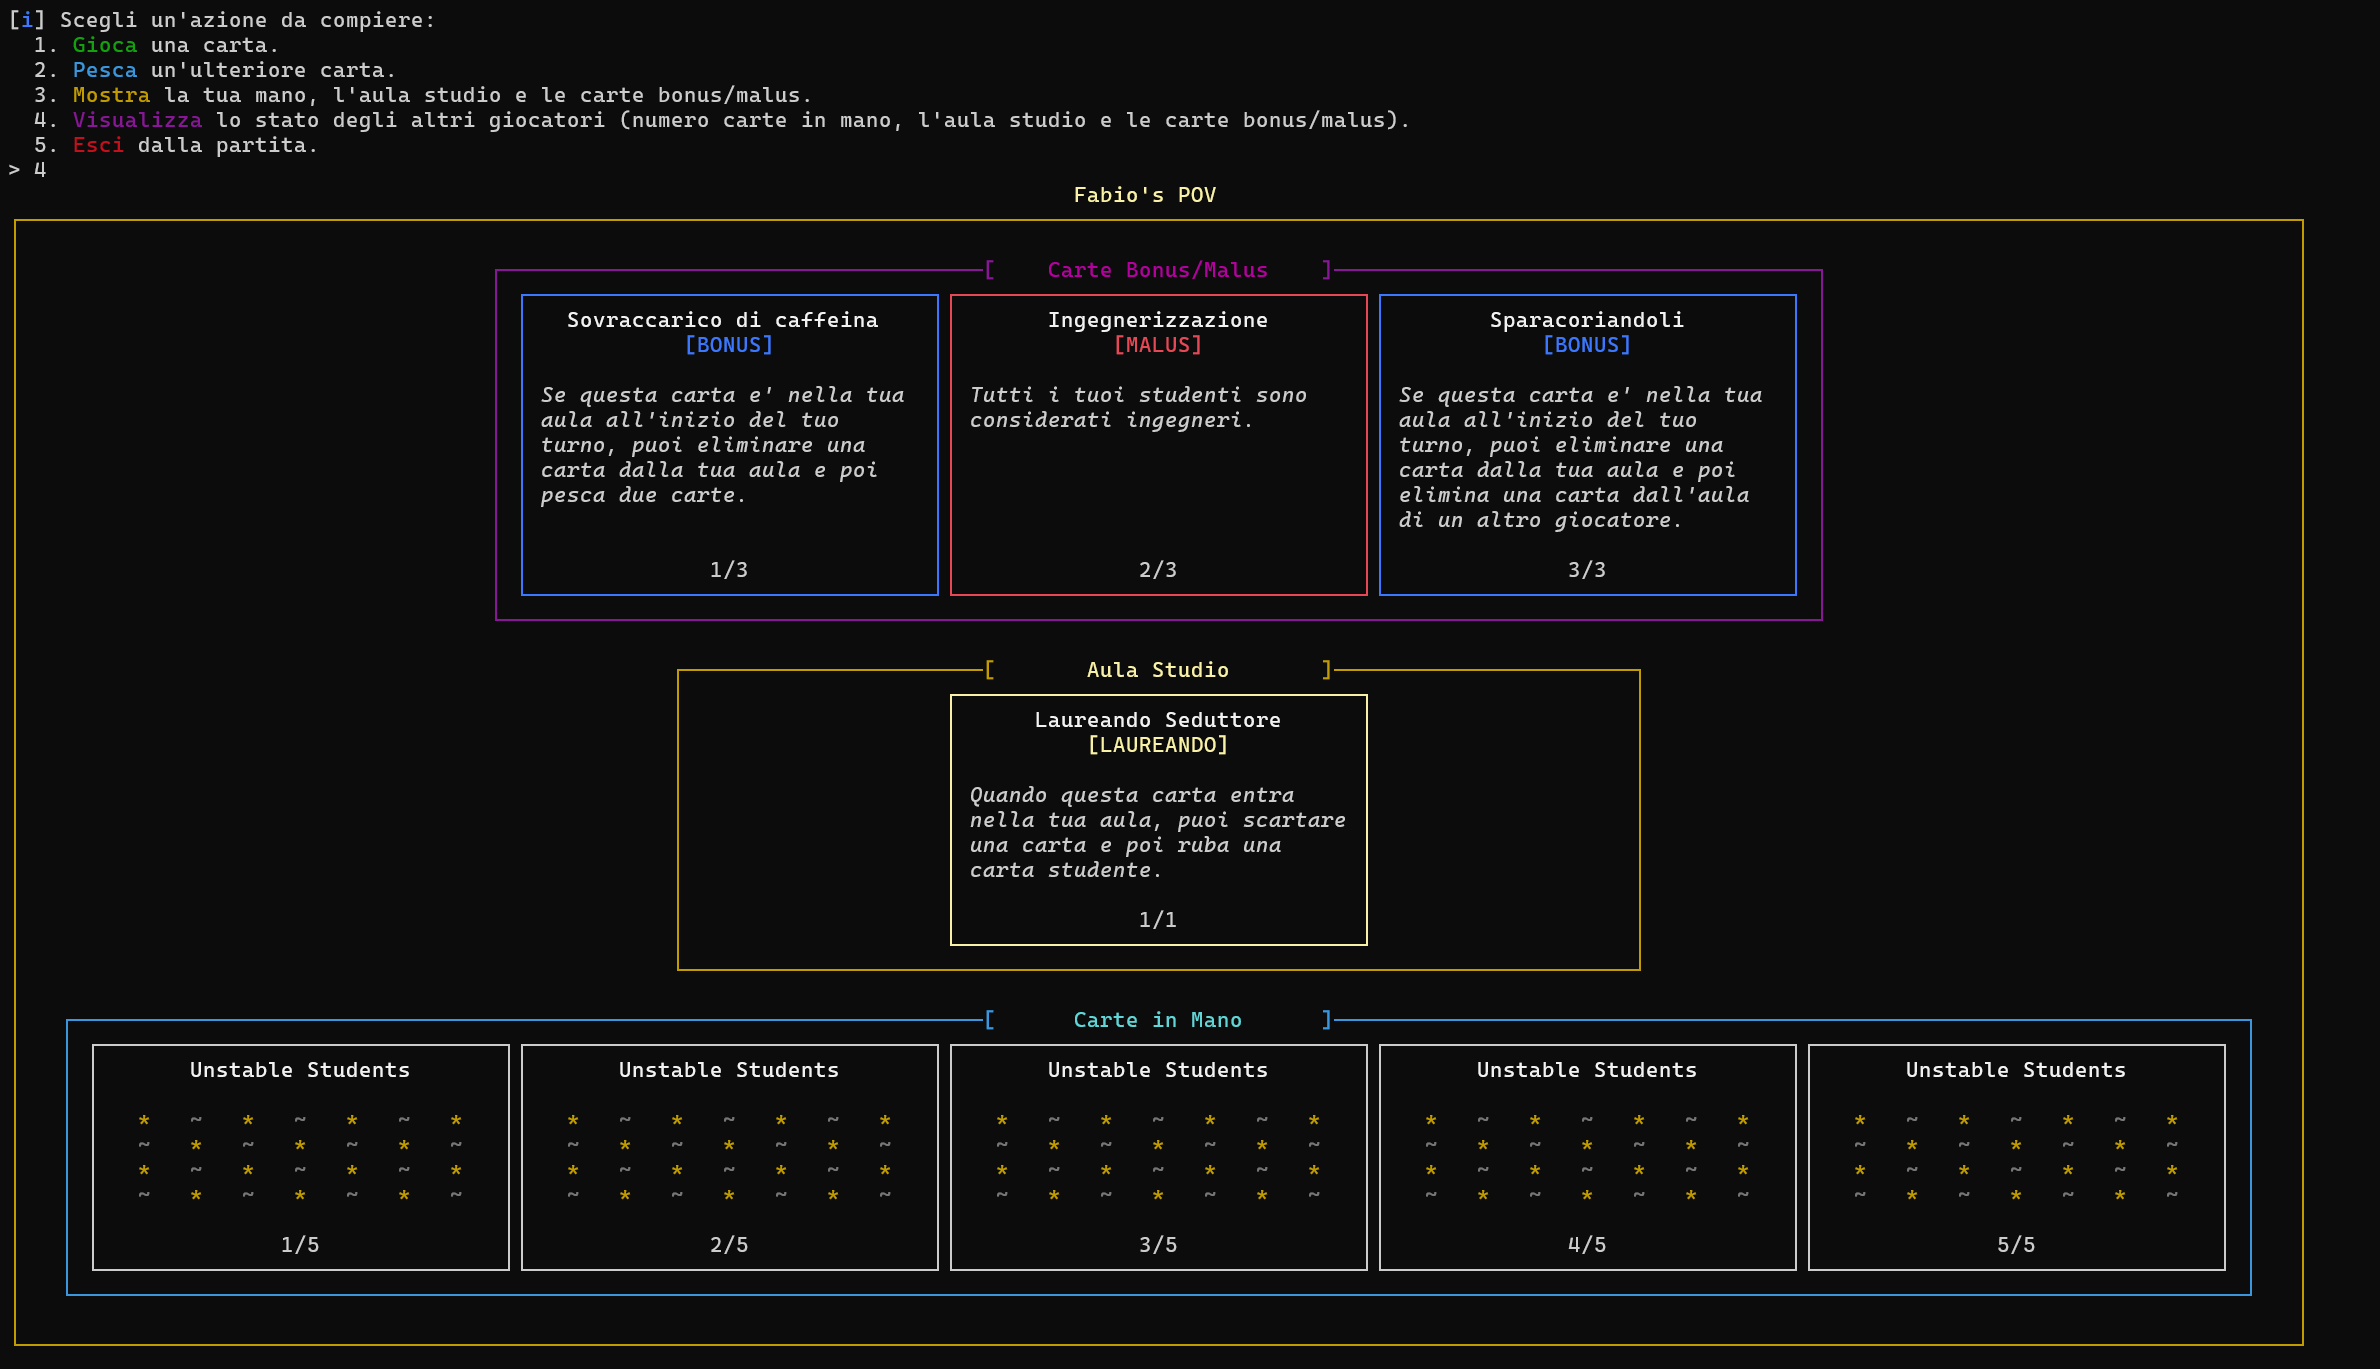 [i] Scegli un'azione da compiere:
1. Gioca una carta.
2. Pesca un'ulteriore carta.
3. Mostra la tua mano, l'aula studio e le carte bonus/malus.
4. Visualizza lo stato degli altri giocatori (numero carte in mano, l'aula studio e le carte bonus/malus).
5. Esci dalla partita.
> 4
Fabio's POV
[ Carte Bonus/Malus ]
Sovraccarico di caffeina
[BONUS]
Se questa carta e' nella tua
aula all'inizio del tuo
turno, puoi eliminare una
carta dalla tua aula e poi
pesca due carte.
1/3
Ingegnerizzazione
[MALUS]
Tutti i tuoi studenti sono
considerati ingegneri.
2/3
Sparacoriandoli
[BONUS]
Se questa carta e' nella tua
aula all'inizio del tuo
turno, puoi eliminare una
carta dalla tua aula e poi
elimina una carta dall'aula
di un altro giocatore.
3/3
[ Aula Studio ]
Laureando Seduttore
[LAUREANDO]
Quando questa carta entra
nella tua aula, puoi scartare
una carta e poi ruba una
carta studente.
1/1
[ Carte in Mano ]
Unstable Students
* ~ * ~ * ~ *
~ * ~ * ~ * ~
* ~ * ~ * ~ *
~ * ~ * ~ * ~
1/5
Unstable Students
* ~ * ~ * ~ *
~ * ~ * ~ * ~
* ~ * ~ * ~ *
~ * ~ * ~ * ~
2/5
Unstable Students
* ~ * ~ * ~ *
~ * ~ * ~ * ~
* ~ * ~ * ~ *
~ * ~ * ~ * ~
3/5
Unstable Students
* ~ * ~ * ~ *
~ * ~ * ~ * ~
* ~ * ~ * ~ *
~ * ~ * ~ * ~
4/5
Unstable Students
* ~ * ~ * ~ *
~ * ~ * ~ * ~
* ~ * ~ * ~ *
~ * ~ * ~ * ~
5/5